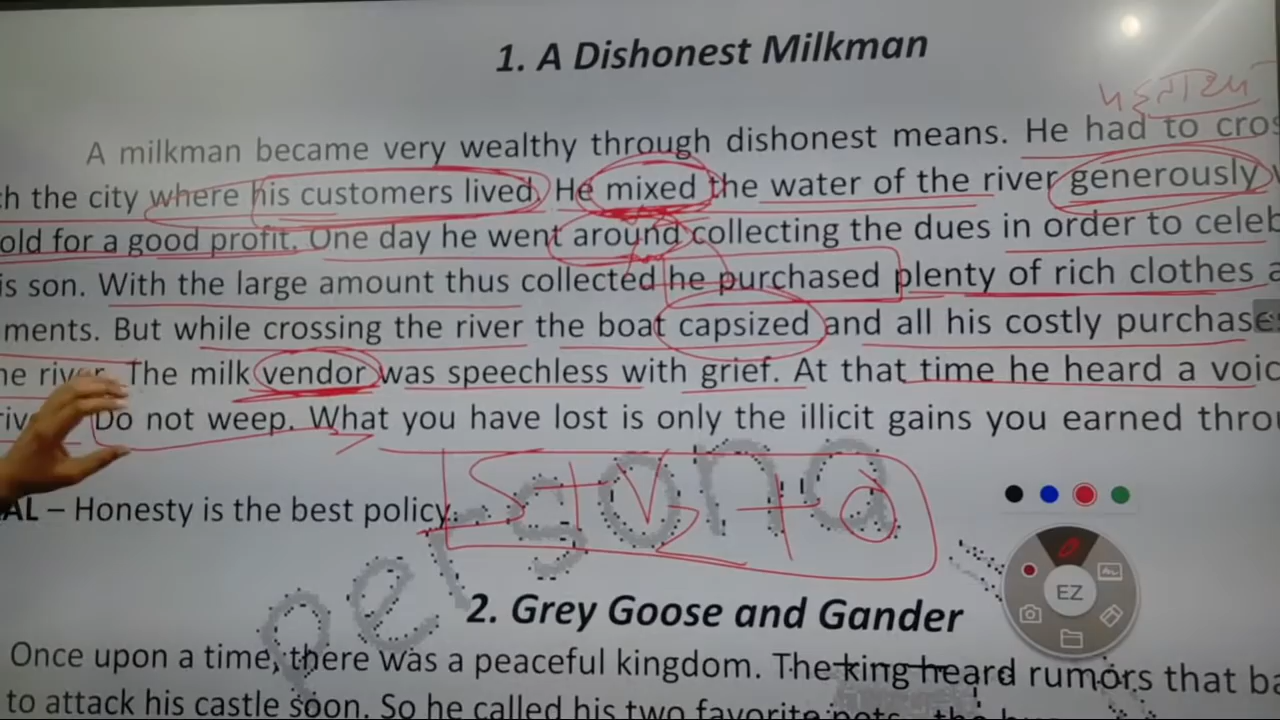 1. A Dishonest Milkman
A milkman became very wealthy through dishonest means. He had to cros
h the city where his customers lived. He mixed the water of the river generously
old for a good profit. One day he went around collecting the dues in order to celeb
is son. With the large amount thus collected he purchased plenty of rich clothes a
ments. But while crossing the river the boat capsized and all his costly purchase
he river. The milk vendor was speechless with grief. At that time he heard a voic
riv Do not weep. What you have lost is only the illicit gains you earned throu
AL – Honesty is the best policy.
S + V3 + a
persona
EZ
2. Grey Goose and Gander
Once upon a time, there was a peaceful kingdom. The king heard rumors that ba
to attack his castle soon. So he called his two favorite pets,